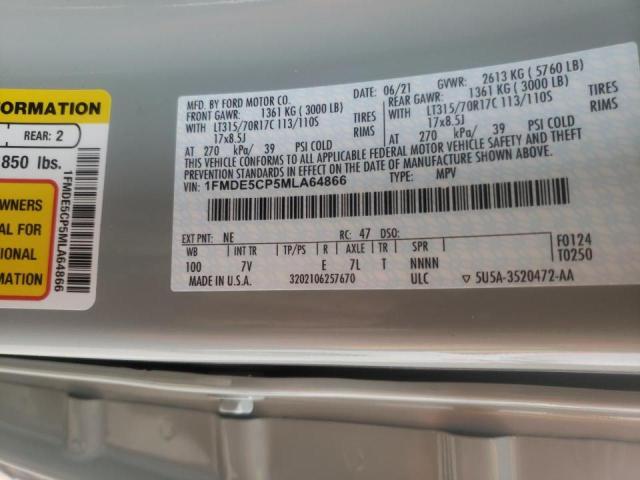 FORMATION
REAR: 2
850 lbs.
OWNERS
FOR
TIONAL
MATION
1FMDE5CP5MLA64866
MFD. BY FORD MOTOR CO.
06/21 GVWR: 2613 KG ( 5760 LB)
FRONT GAWR: 1361 KG ( 3000 LB)
REAR GAWR: 1361 KG ( 3000 LB)
WITH LT315/70R17C 113/110S TIRES
WITH LT315/70R17C 113/110S TIRES
17x8.5J RIMS
17x8.5J RIMS
AT 270 kPa/ 39 PSI COLD
AT 270 kPa/ 39 PSI COLD
THIS VEHICLE CONFORMS TO ALL APPLICABLE FEDERAL MOTOR VEHICLE SAFETY, BUMPER, AND THEFT
PREVENTION STANDARDS IN EFFECT ON THE DATE OF MANUFACTURE SHOWN ABOVE.
VIN: 1FMDE5CP5MLA64866
TYPE: MPV
EXT PNT: NE RC: 47 DSO:
WB INT TR TP/PS R AXLE TR SPR
100 7V E 7L T NNNN
F0124
T0250
MADE IN U.S.A. 3202106257670 ULC ▽ 5U5A-3520472-AA